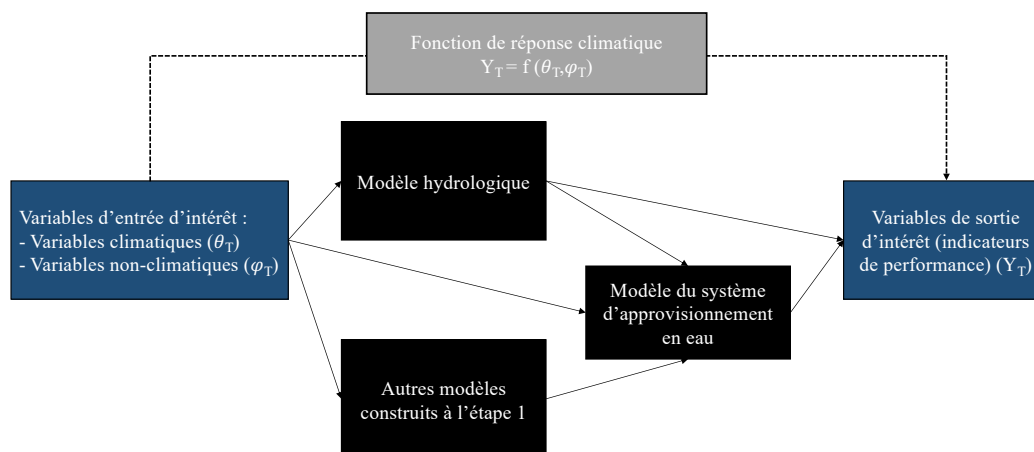 Fonction de réponse climatique
Y_T = f (θ_T,φ_T)
Modèle hydrologique
Variables d’entrée d’intérêt :
- Variables climatiques (θ_T)
- Variables non-climatiques (φ_T)
Variables de sortie
d’intérêt (indicateurs
de performance) (Y_T)
Modèle du système
d’approvisionnement
en eau
Autres modèles
construits à l’étape 1